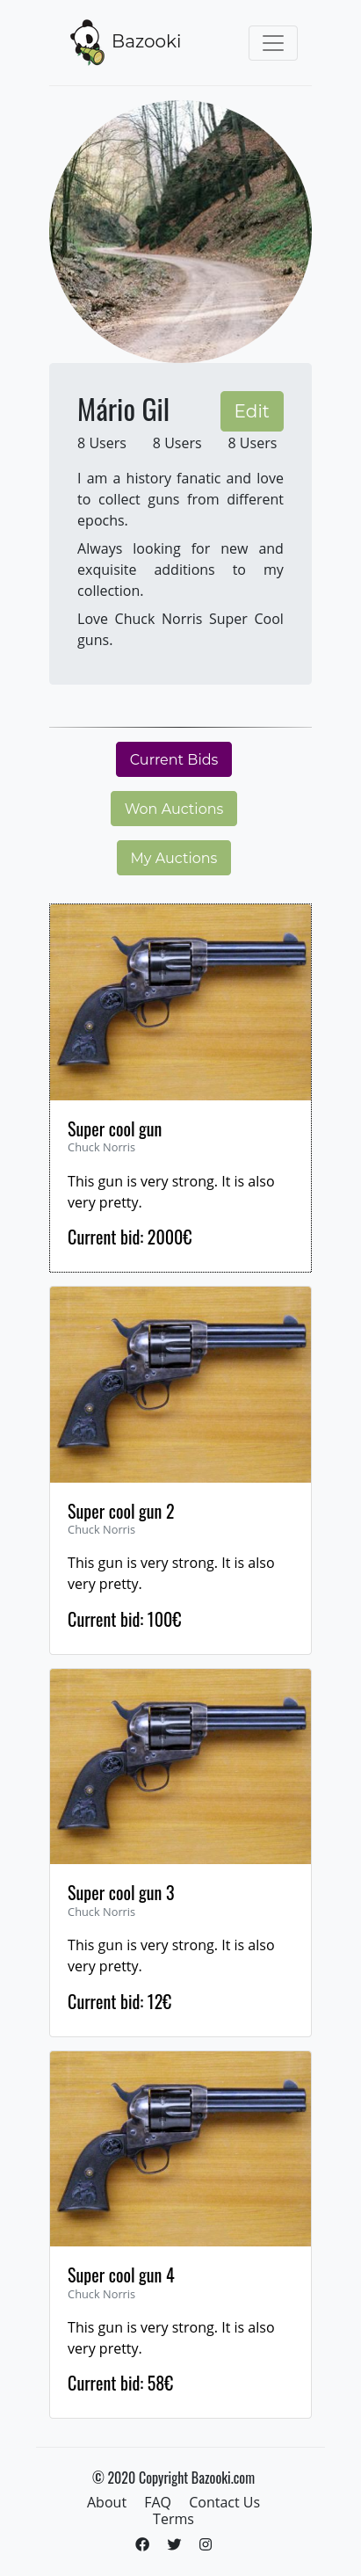 Bazooki
Mário Gil
Edit
8 Users 8 Users 8 Users
I am a history fanatic and love
to collect guns from different
epochs.
Always looking for new and
exquisite additions to my
collection.
Love Chuck Norris Super Cool
guns.
Current Bids
Won Auctions
My Auctions
Super cool gun
Chuck Norris
This gun is very strong. It is also
very pretty.
Current bid: 2000€
Super cool gun 2
Chuck Norris
This gun is very strong. It is also
very pretty.
Current bid: 100€
Super cool gun 3
Chuck Norris
This gun is very strong. It is also
very pretty.
Current bid: 12€
Super cool gun 4
Chuck Norris
This gun is very strong. It is also
very pretty.
Current bid: 58€
© 2020 Copyright Bazooki.com
About FAQ Contact Us
Terms